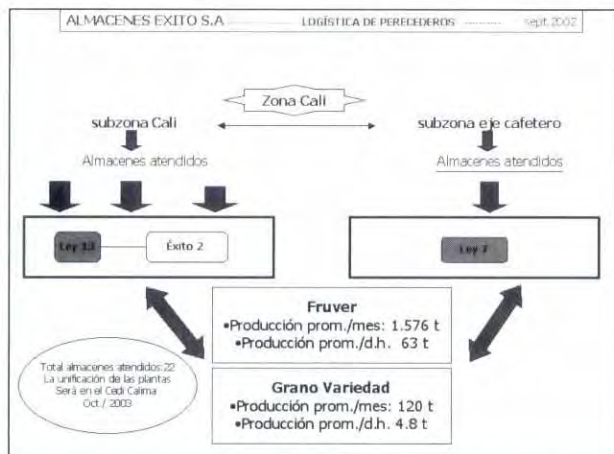 ALMACENES EXITO S.A ---------- LOGÍSTICA DE PERECEDEROS ---------- sept.2002
Zona Cali
subzona Cali
subzona eje cafetero
Almacenes atendidos
Almacenes atendidos
Ley 13
Éxito 2
Ley 7
Fruver
•Producción prom./mes: 1.576 t
•Producción prom./d.h. 63 t
Total almacenes atendidos:22
La unificación de las plantas
Será en el Cedi Calima
Oct./ 2003
Grano Variedad
•Producción prom./mes: 120 t
•Producción prom./d.h. 4.8 t